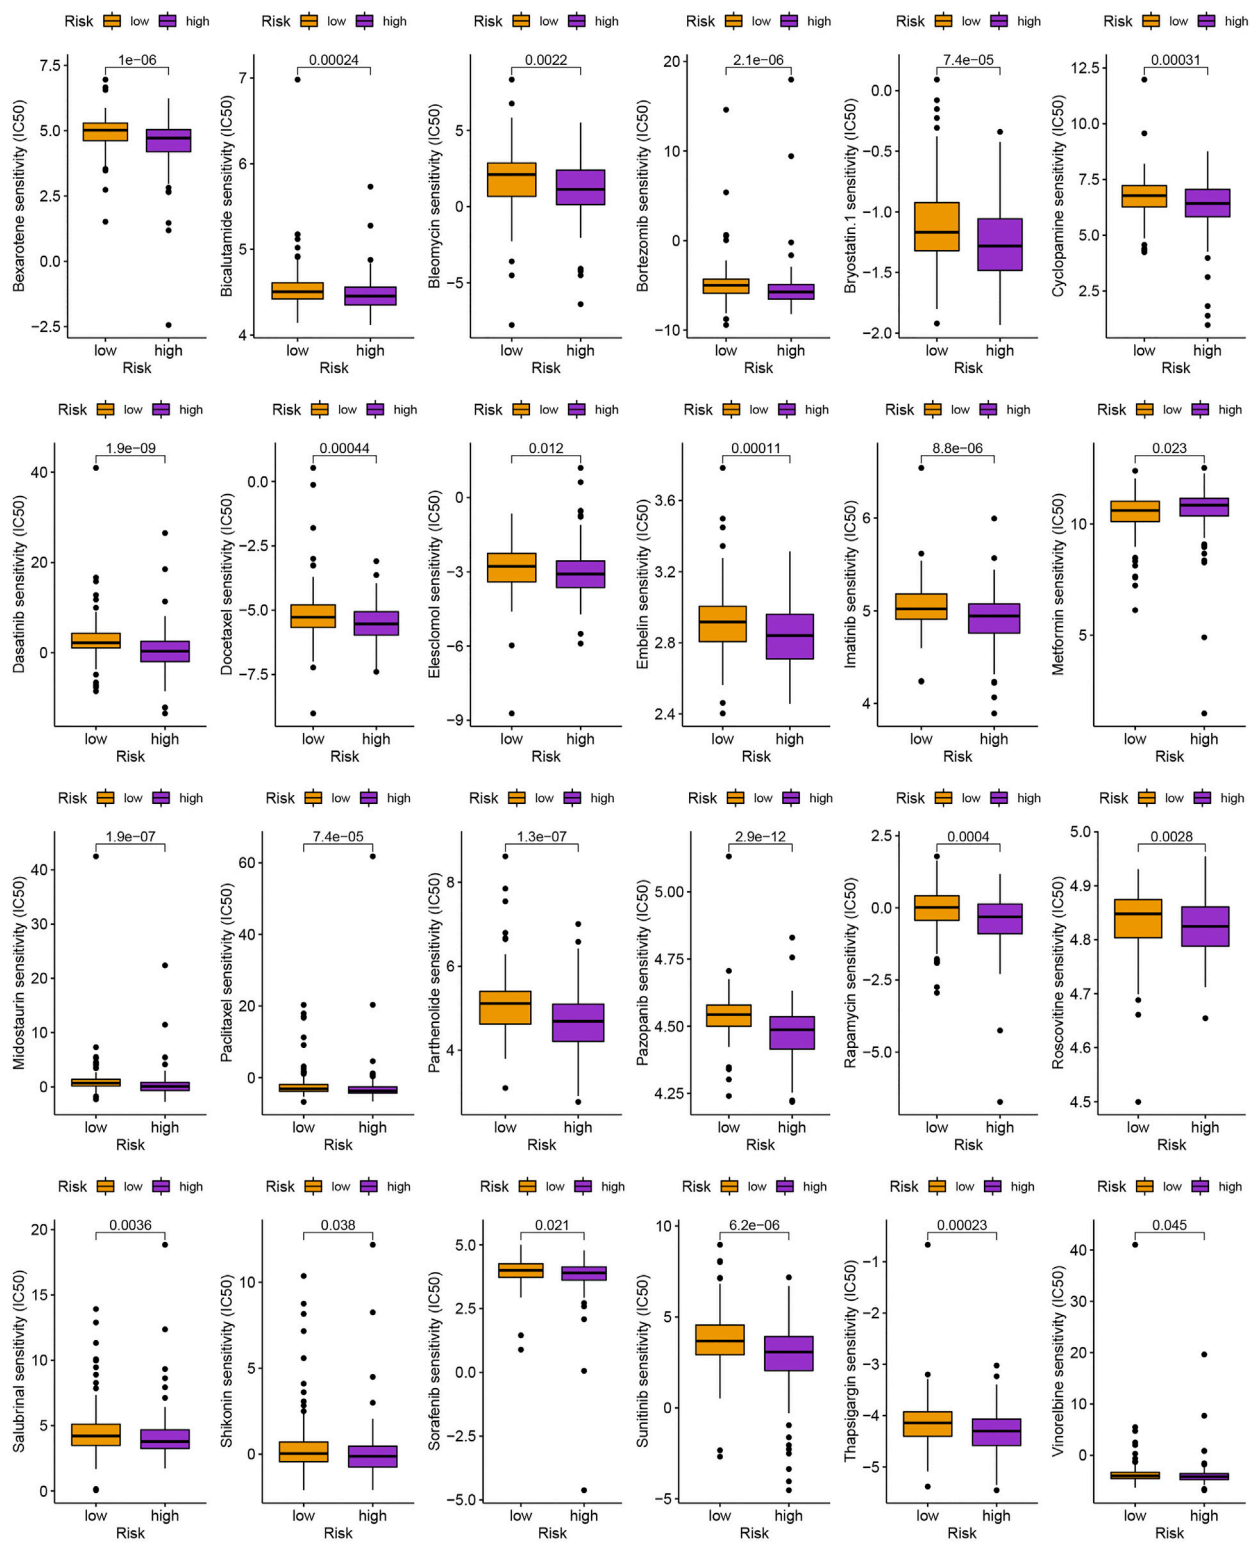 Risk low high Risk low high Risk low high Risk low high Risk low high Risk low high
Bexarotene sensitivity (IC50)
1e−06
7.5
5.0
2.5
0.0
−2.5
low high
Risk
Bicalutamide sensitivity (IC50)
0.00024
7
6
5
4
low high
Risk
Bleomycin sensitivity (IC50)
0.0022
5
0
−5
low high
Risk
Bortezomib sensitivity (IC50)
2.1e−06
20
10
0
−10
low high
Risk
Bryostatin.1 sensitivity (IC50)
7.4e−05
0.0
−0.5
−1.0
−1.5
−2.0
low high
Risk
Cyclopamine sensitivity (IC50)
0.00031
12.5
10.0
7.5
5.0
2.5
low high
Risk
Risk low high Risk low high Risk low high Risk low high Risk low high Risk low high
Dasatinib sensitivity (IC50)
1.9e−09
40
20
0
low high
Risk
Docetaxel sensitivity (IC50)
0.00044
0.0
−2.5
−5.0
−7.5
low high
Risk
Elesclomol sensitivity (IC50)
0.012
0
−3
−6
−9
low high
Risk
Embelin sensitivity (IC50)
0.00011
3.6
3.2
2.8
2.4
low high
Risk
Imatinib sensitivity (IC50)
8.8e−06
6
5
4
low high
Risk
Metformin sensitivity (IC50)
0.023
10
5
low high
Risk
Risk low high Risk low high Risk low high Risk low high Risk low high Risk low high
Midostaurin sensitivity (IC50)
1.9e−07
40
30
20
10
0
low high
Risk
Paclitaxel sensitivity (IC50)
7.4e−05
60
40
20
0
low high
Risk
Parthenolide sensitivity (IC50)
1.3e−07
8
6
4
low high
Risk
Pazopanib sensitivity (IC50)
2.9e−12
5.00
4.75
4.50
4.25
low high
Risk
Rapamycin sensitivity (IC50)
0.0004
2.5
0.0
−2.5
−5.0
low high
Risk
Roscovitine sensitivity (IC50)
0.0028
5.0
4.9
4.8
4.7
4.6
4.5
low high
Risk
Risk low high Risk low high Risk low high Risk low high Risk low high Risk low high
Salubrinal sensitivity (IC50)
0.0036
20
15
10
5
0
low high
Risk
Shikonin sensitivity (IC50)
0.038
10
5
0
low high
Risk
Sorafenib sensitivity (IC50)
0.021
5.0
2.5
0.0
−2.5
−5.0
low high
Risk
Sunitinib sensitivity (IC50)
6.2e−06
10
5
0
−5
low high
Risk
Thapsigargin sensitivity (IC50)
0.00023
−1
−2
−3
−4
−5
low high
Risk
Vinorelbine sensitivity (IC50)
0.045
40
30
20
10
0
low high
Risk